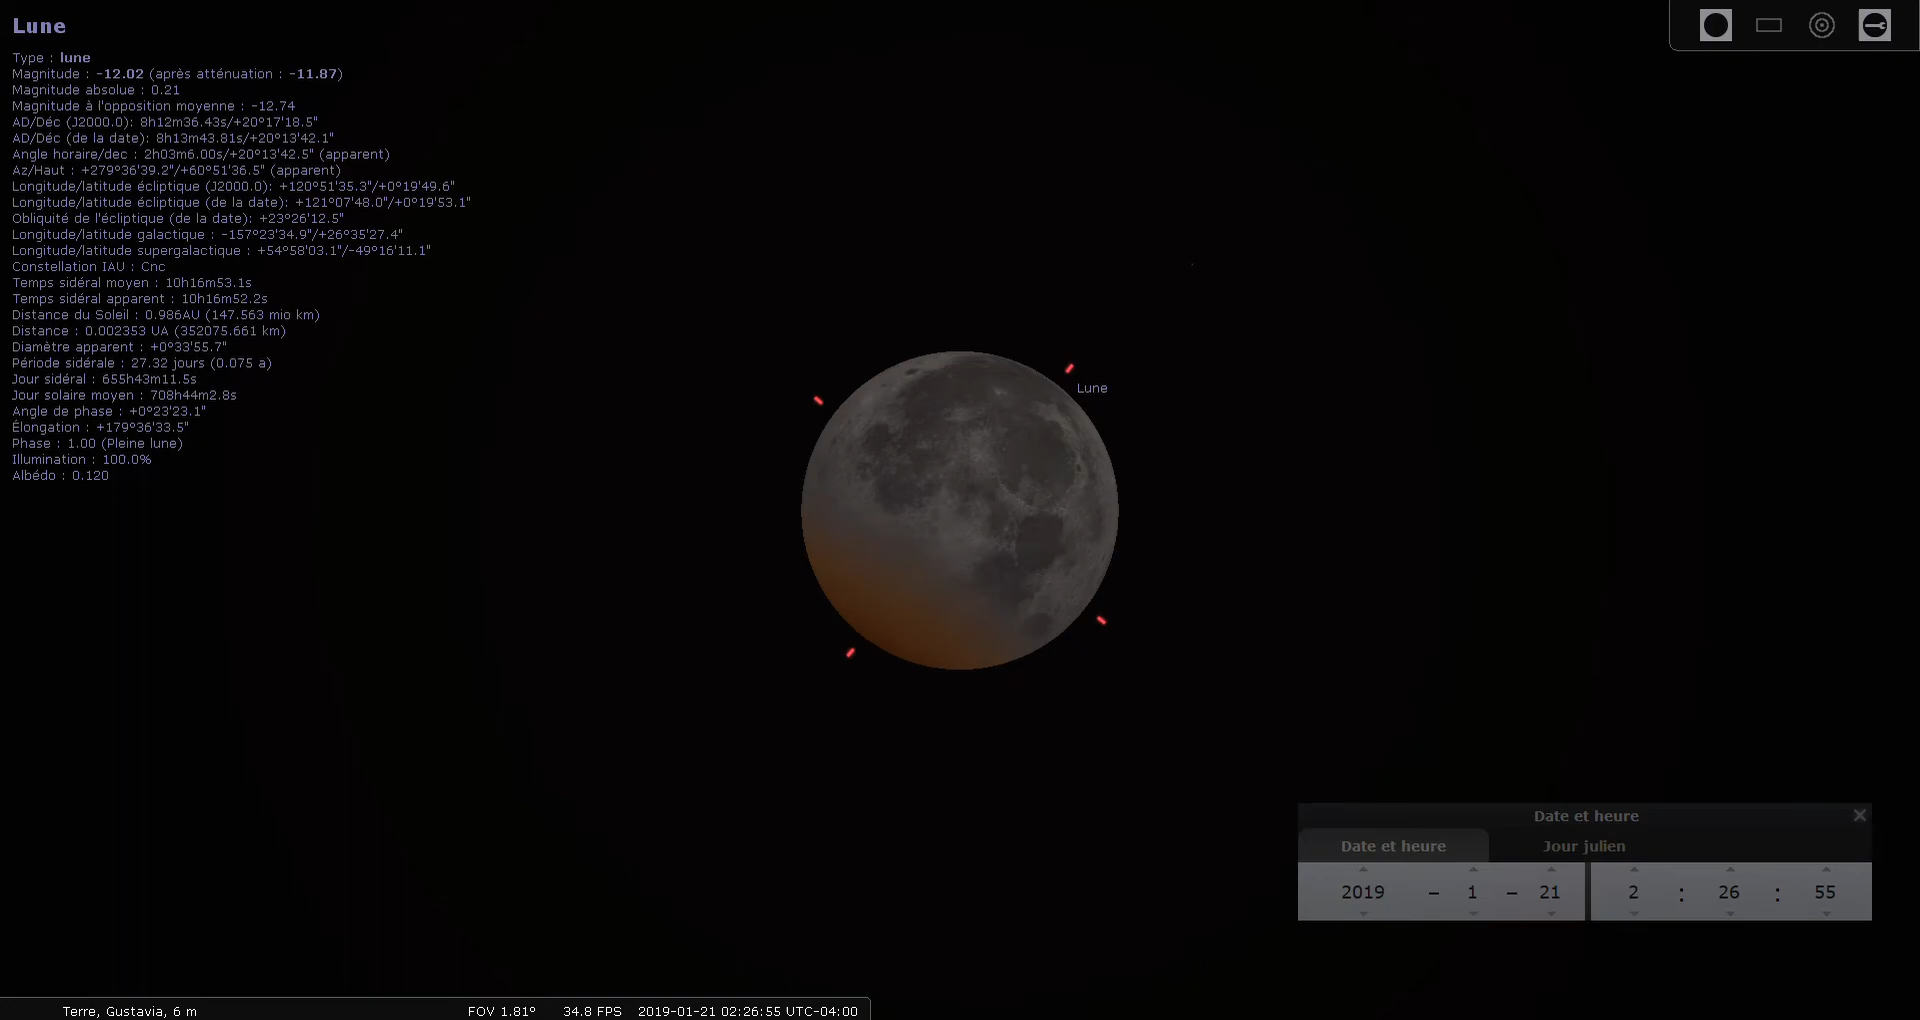 Lune
Type : lune
Magnitude : -12.02 (après atténuation : -11.87)
Magnitude absolue : 0.21
Magnitude à l'opposition moyenne : -12.74
AD/Déc (J2000.0): 8h12m36.43s/+20°17'18.5"
AD/Déc (de la date): 8h13m43.81s/+20°13'42.1"
Angle horaire/dec : 2h03m6.00s/+20°13'42.5" (apparent)
Az/Haut : +279°36'39.2"/+60°51'36.5" (apparent)
Longitude/latitude écliptique (J2000.0): +120°51'35.3"/+0°19'49.6"
Longitude/latitude écliptique (de la date): +121°07'48.0"/+0°19'53.1"
Obliquité de l'écliptique (de la date): +23°26'12.5"
Longitude/latitude galactique : -157°23'34.9"/+26°35'27.4"
Longitude/latitude supergalactique : +54°58'03.1"/-49°16'11.1"
Constellation IAU : Cnc
Temps sidéral moyen : 10h16m53.1s
Temps sidéral apparent : 10h16m52.2s
Distance du Soleil : 0.986AU (147.563 mio km)
Distance : 0.002353 UA (352075.661 km)
Diamètre apparent : +0°33'55.7"
Période sidérale : 27.32 jours (0.075 a)
Jour sidéral : 655h43m11.5s
Jour solaire moyen : 708h44m2.8s
Angle de phase : +0°23'23.1"
Élongation : +179°36'33.5"
Phase : 1.00 (Pleine lune)
Illumination : 100.0%
Albédo : 0.120
Lune
Date et heure
Date et heure Jour julien
2019 - 1 - 21 2 : 26 : 55
Terre, Gustavia, 6 m FOV 1.81° 34.8 FPS 2019-01-21 02:26:55 UTC-04:00